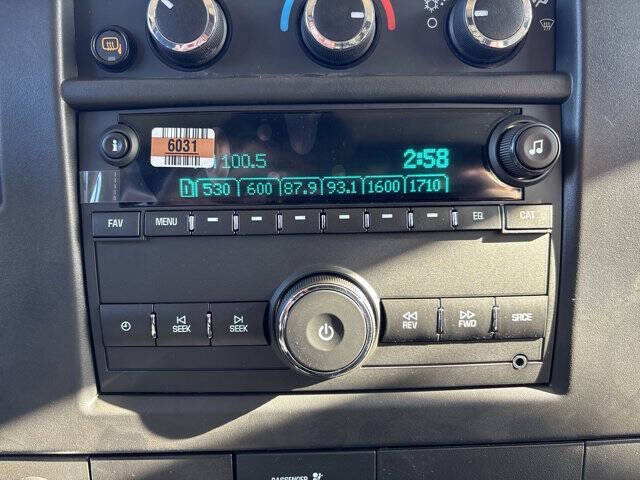 6031
100.5 2:58
1 530 600 87.9 93.1 1600 1710
FAV MENU EQ CAT
SEEK SEEK REV FWD SRCE
PASSENGER